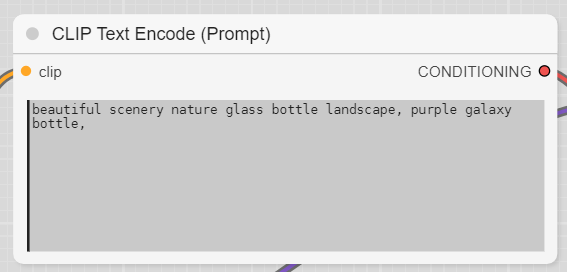 CLIP Text Encode (Prompt)
clip
CONDITIONING
beautiful scenery nature glass bottle landscape, purple galaxy
bottle,